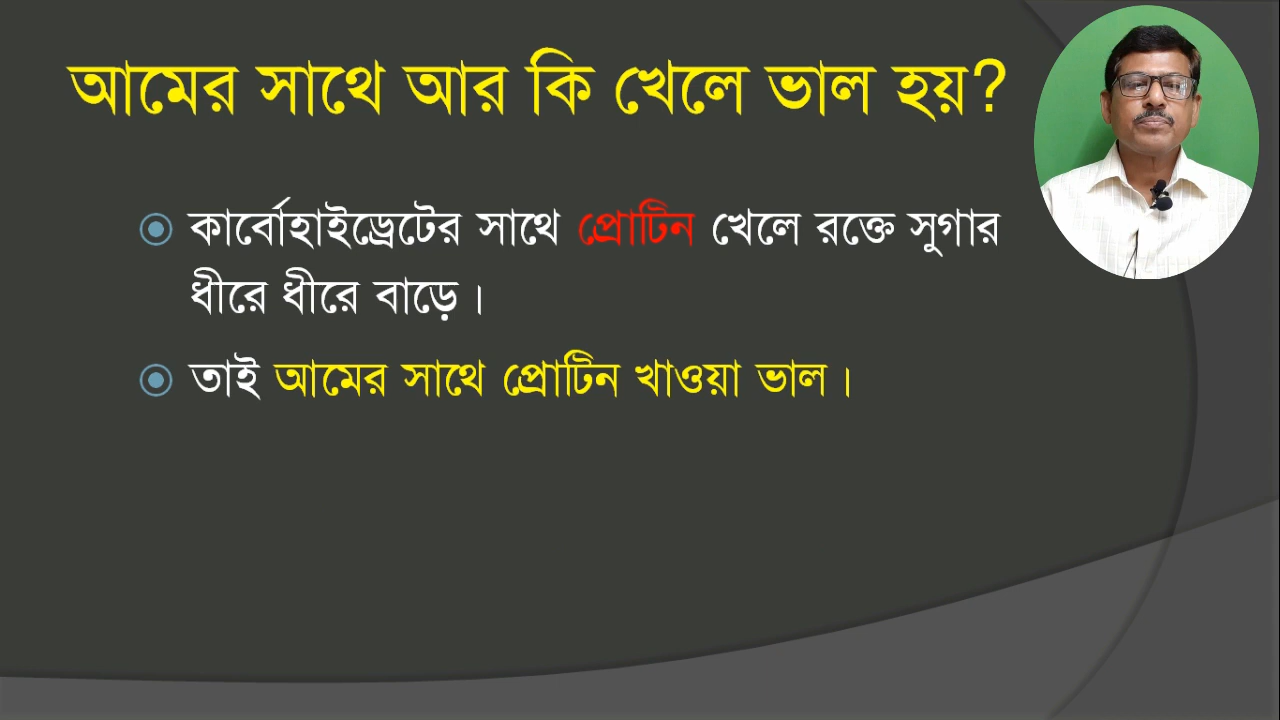 আমের সাথে আর কি খেলে ভাল হয়?
কার্বোহাইড্রেটের সাথে প্রোটিন খেলে রক্তে সুগার
ধীরে ধীরে বাড়ে।
তাই আমের সাথে প্রোটিন খাওয়া ভাল।